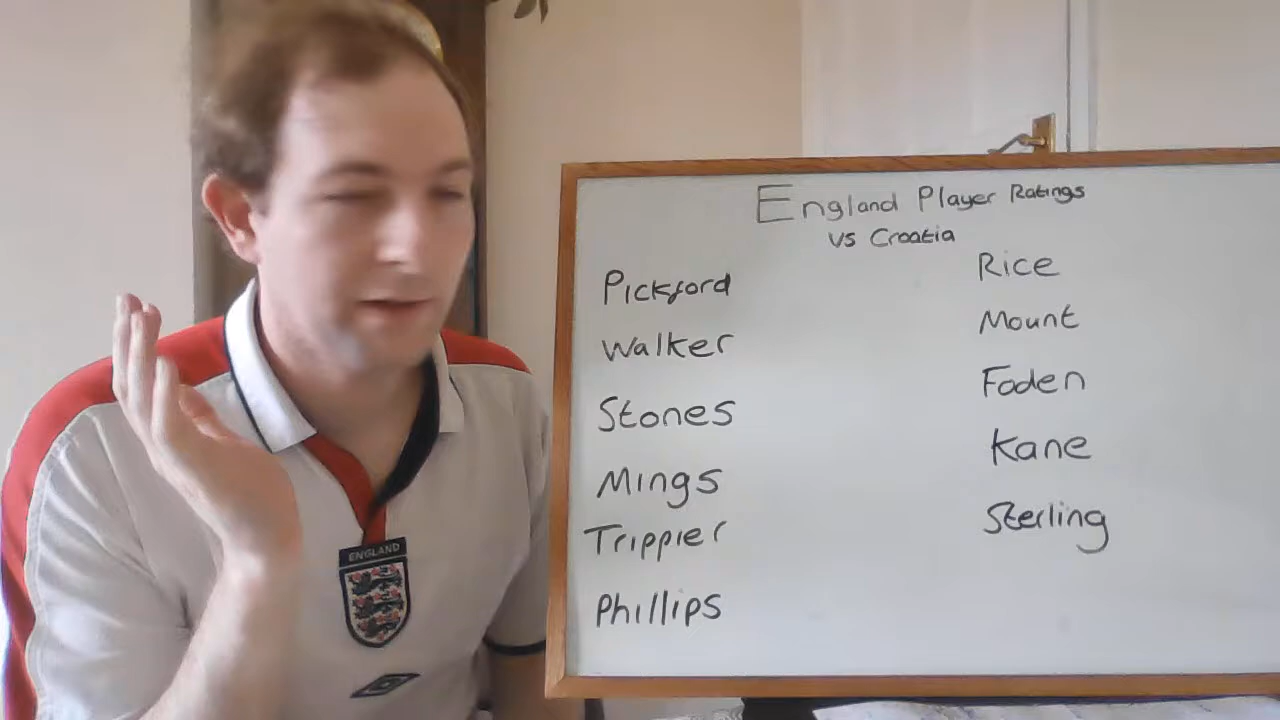 England Player Ratings
vs Croatia
Pickford
Walker
Stones
Mings
Trippier
Phillips
Rice
Mount
Foden
Kane
Sterling
ENGLAND